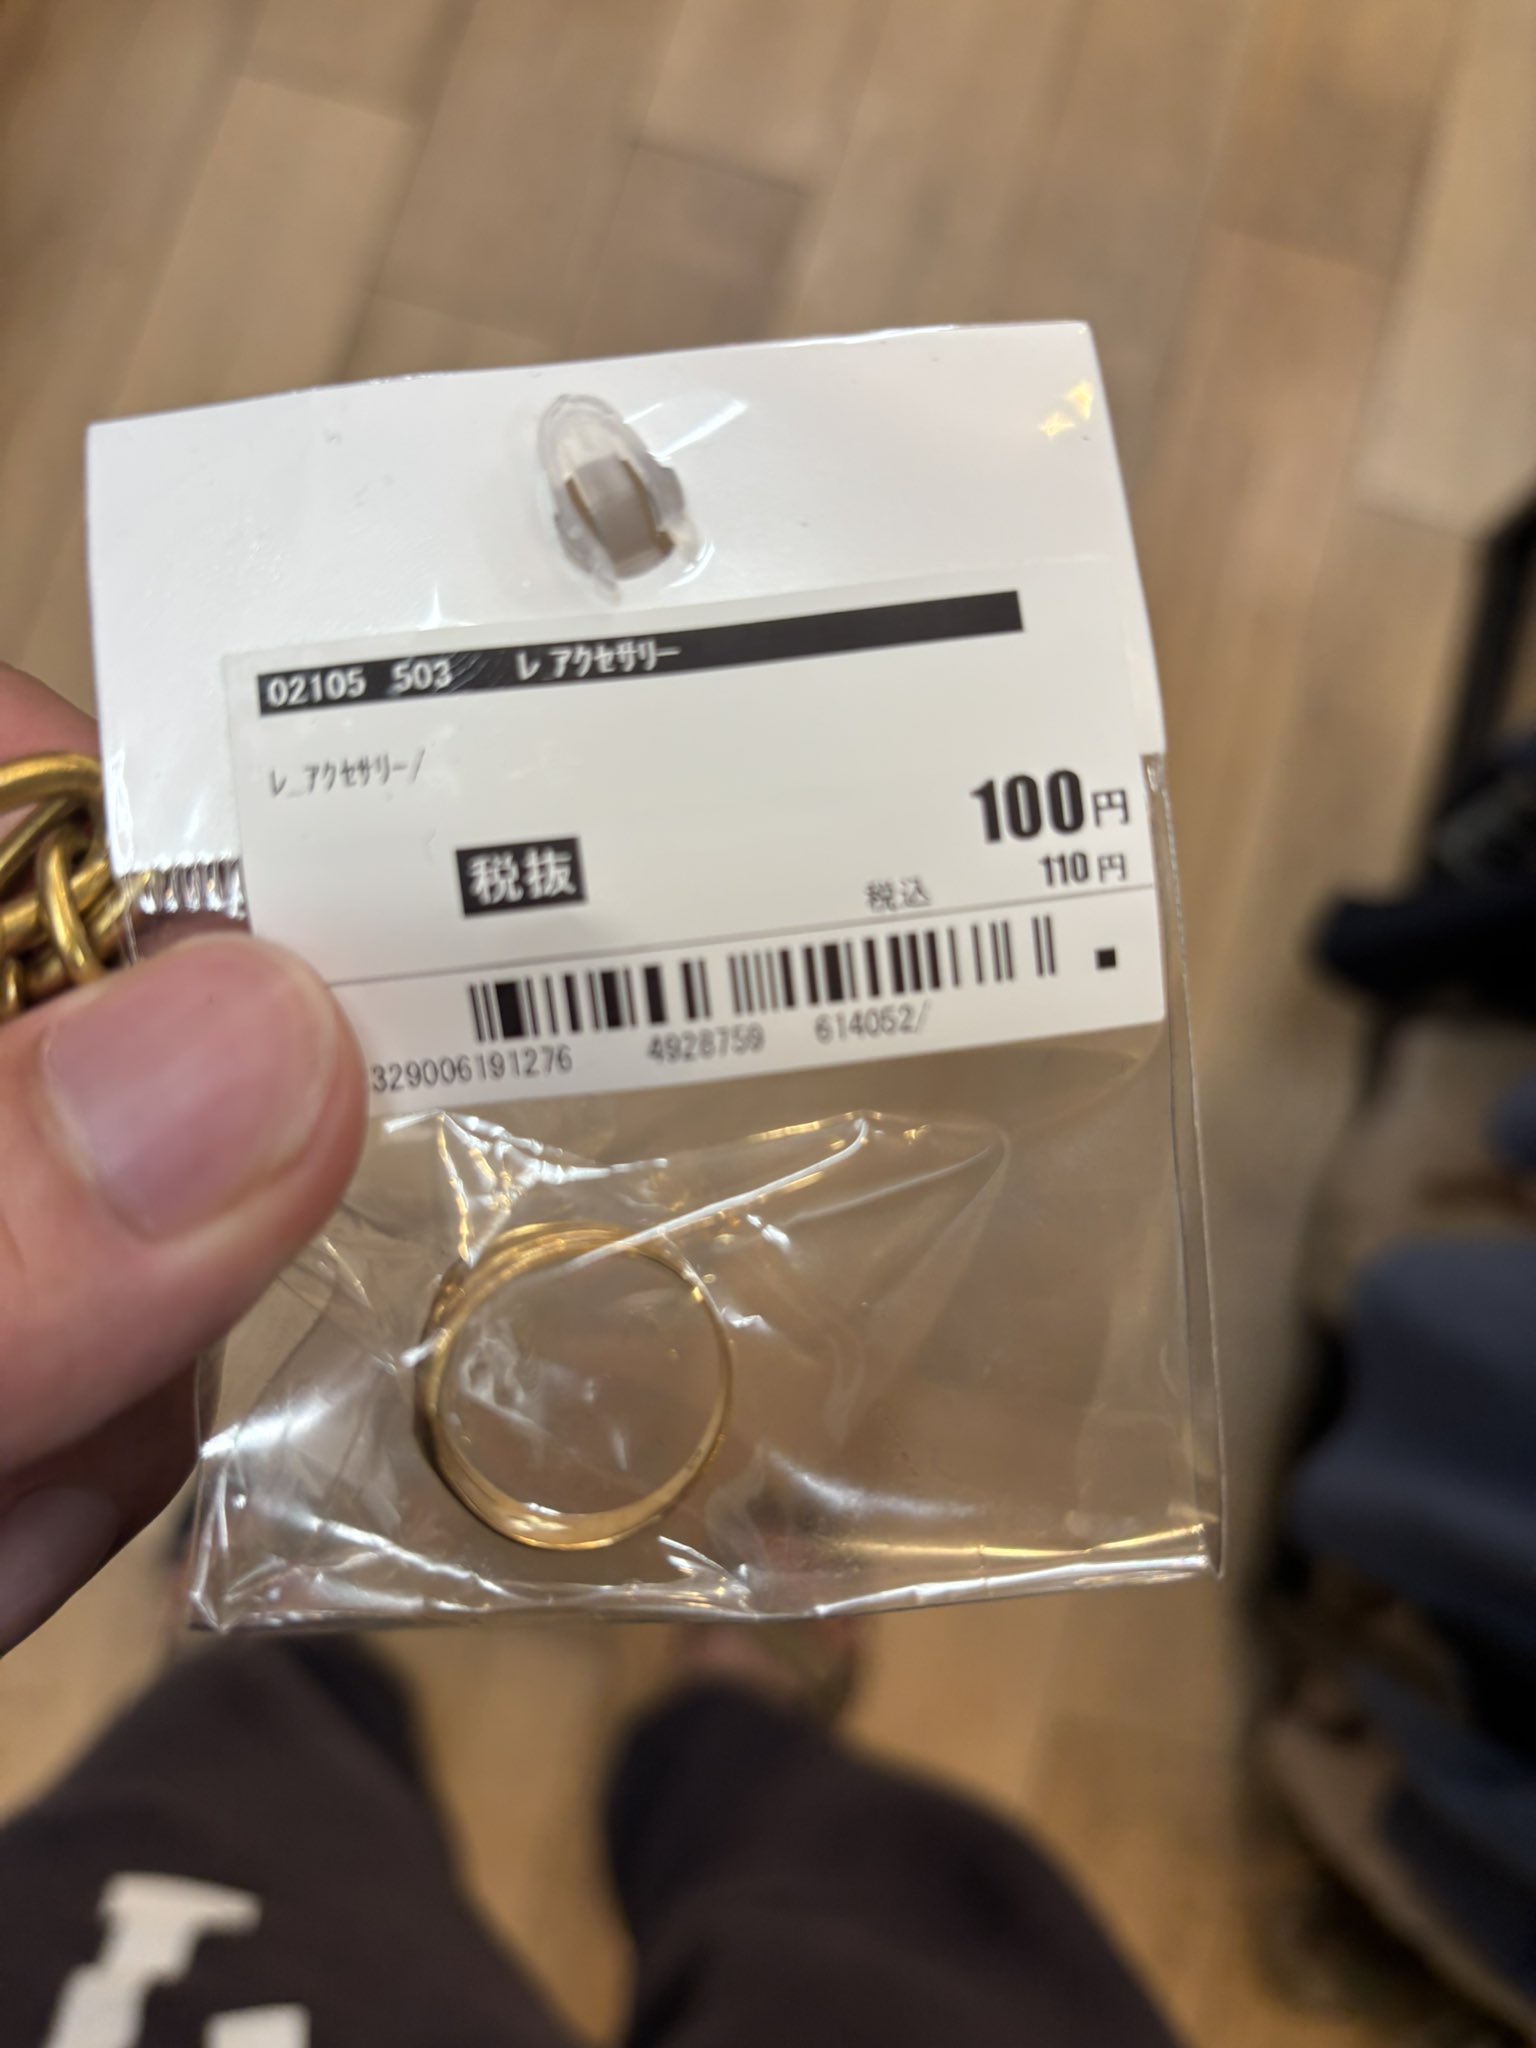 02105 503 レ アクセサリー
レ_アクセサリー/
100円
税抜
税込 110円
329006191276 4928759 614052/